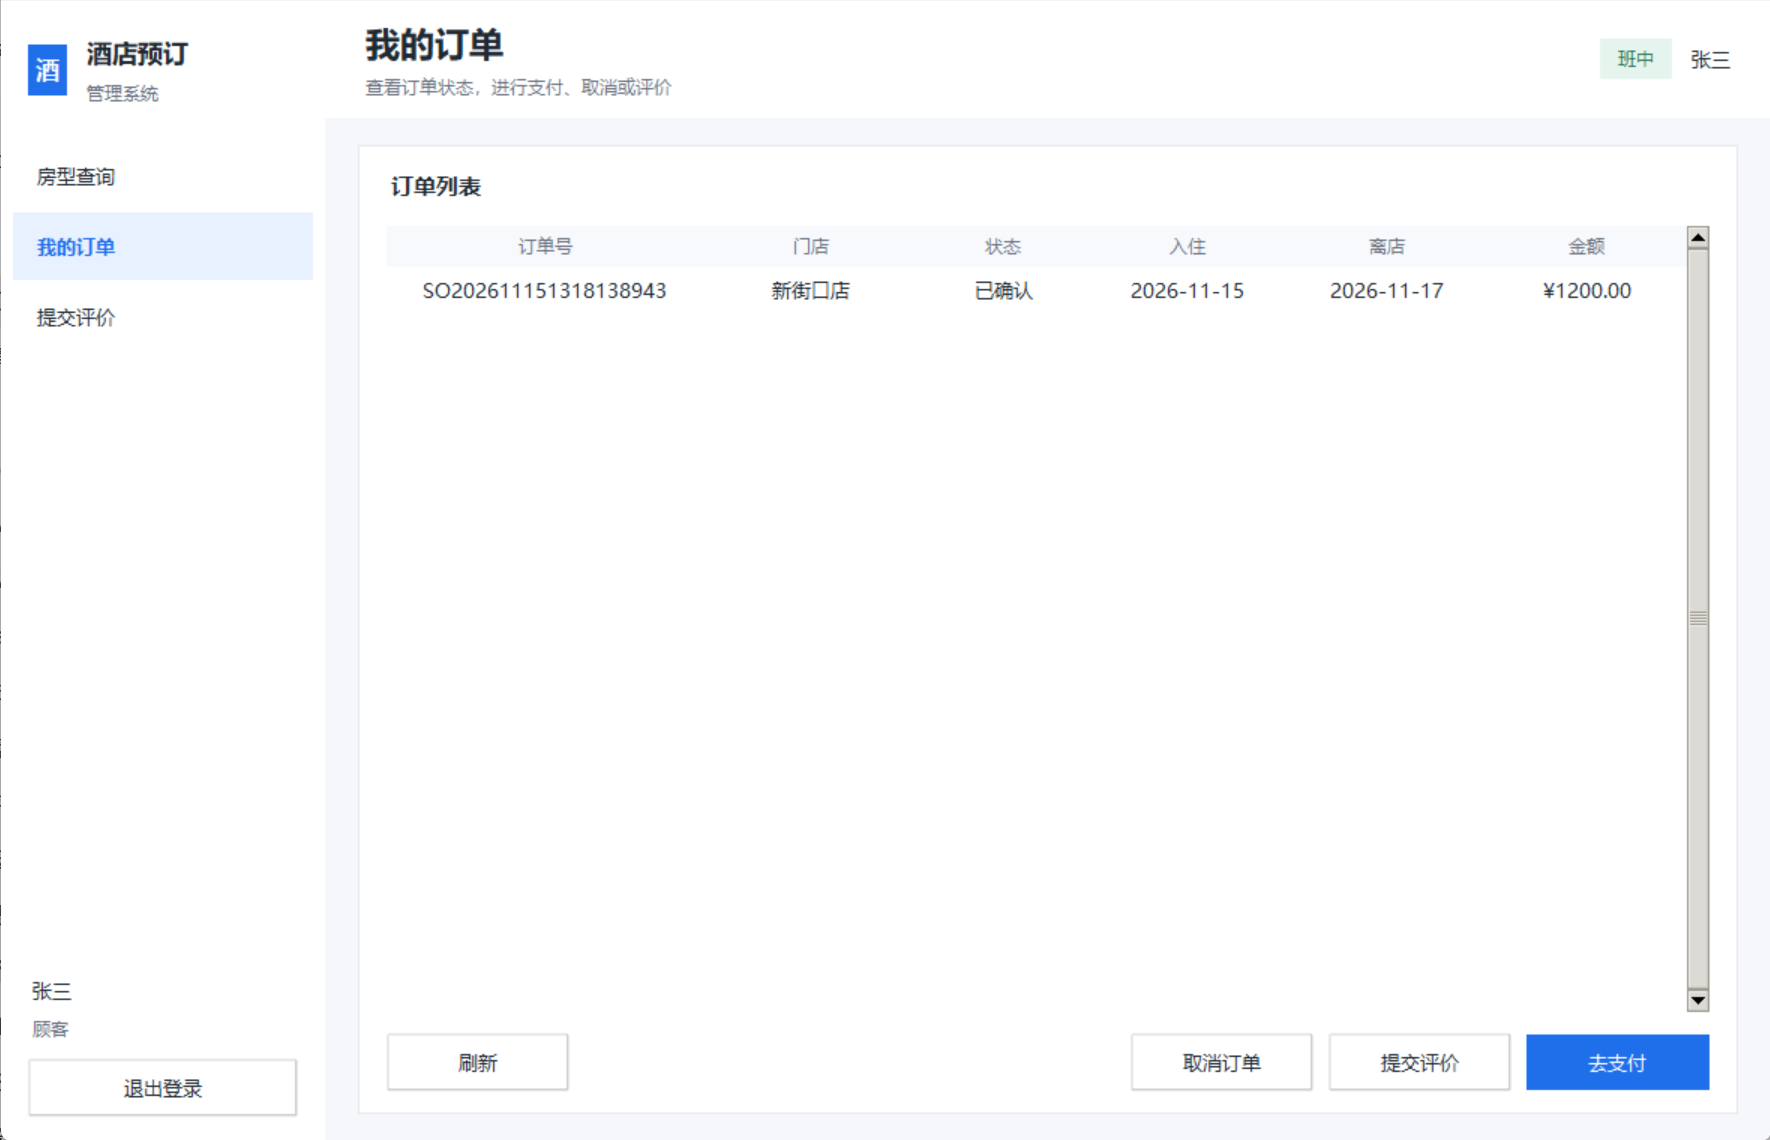 酒
酒店预订
管理系统
房型查询
我的订单
提交评价
张三
顾客
退出登录
我的订单
查看订单状态，进行支付、取消或评价
班中
张三
订单列表
订单号 门店 状态 入住 离店 金额
SO202611151318138943 新街口店 已确认 2026-11-15 2026-11-17 ¥1200.00
刷新 取消订单 提交评价 去支付